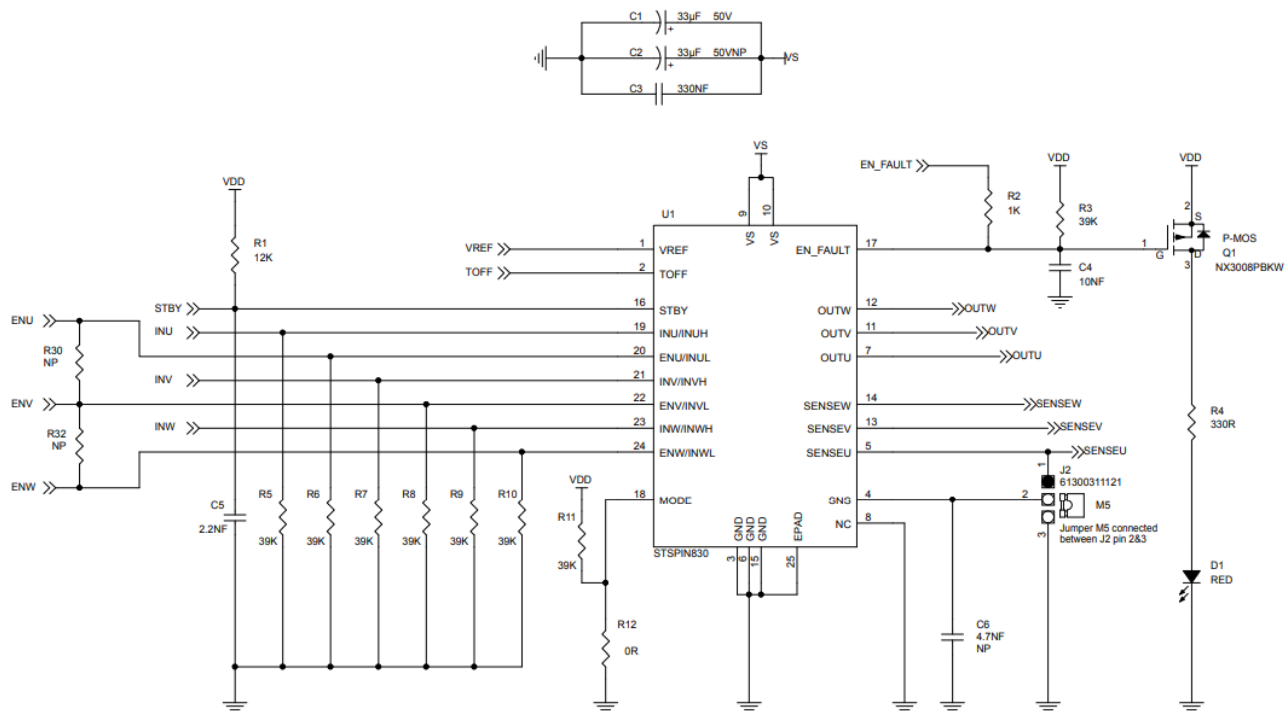 C1 33µF 50V
C2 33µF 50VNP
VS
C3 330NF
VS
EN_FAULT
VDD
VDD
VDD
9
10
R2
1K
R3
39K
2
S
U1
VS
VS
R1
12K
VREF
1
VREF
EN_FAULT
17
1
G
D
3
P-MOS
Q1
NX3008PBKW
TOFF
2
TOFF
C4
10NF
STBY
16
STBY
OUTW
12
OUTW
ENU
INU
19
INU/INUH
OUTV
11
OUTV
R30
NP
20
ENU/INUL
OUTU
7
OUTU
INV
21
INV/INVH
ENV
22
ENV/INVL
SENSEW
14
SENSEW
R4
330R
R32
NP
INW
23
INW/INWH
SENSEV
13
SENSEV
24
ENW/INWL
SENSEU
5
SENSEU
ENW
VDD
1
J2
61300311121
C5
2.2NF
R5
R6
R7
R8
R9
R10
18
MODE
SNS
4
2
M5
R11
39K
39K
39K
39K
39K
39K
39K
GND
GND
GND
EPAD
NC
8
3
Jumper M5 connected
between J2 pin 2&3
STSPIN830
3
6
15
25
D1
RED
R12
0R
C6
4.7NF
NP